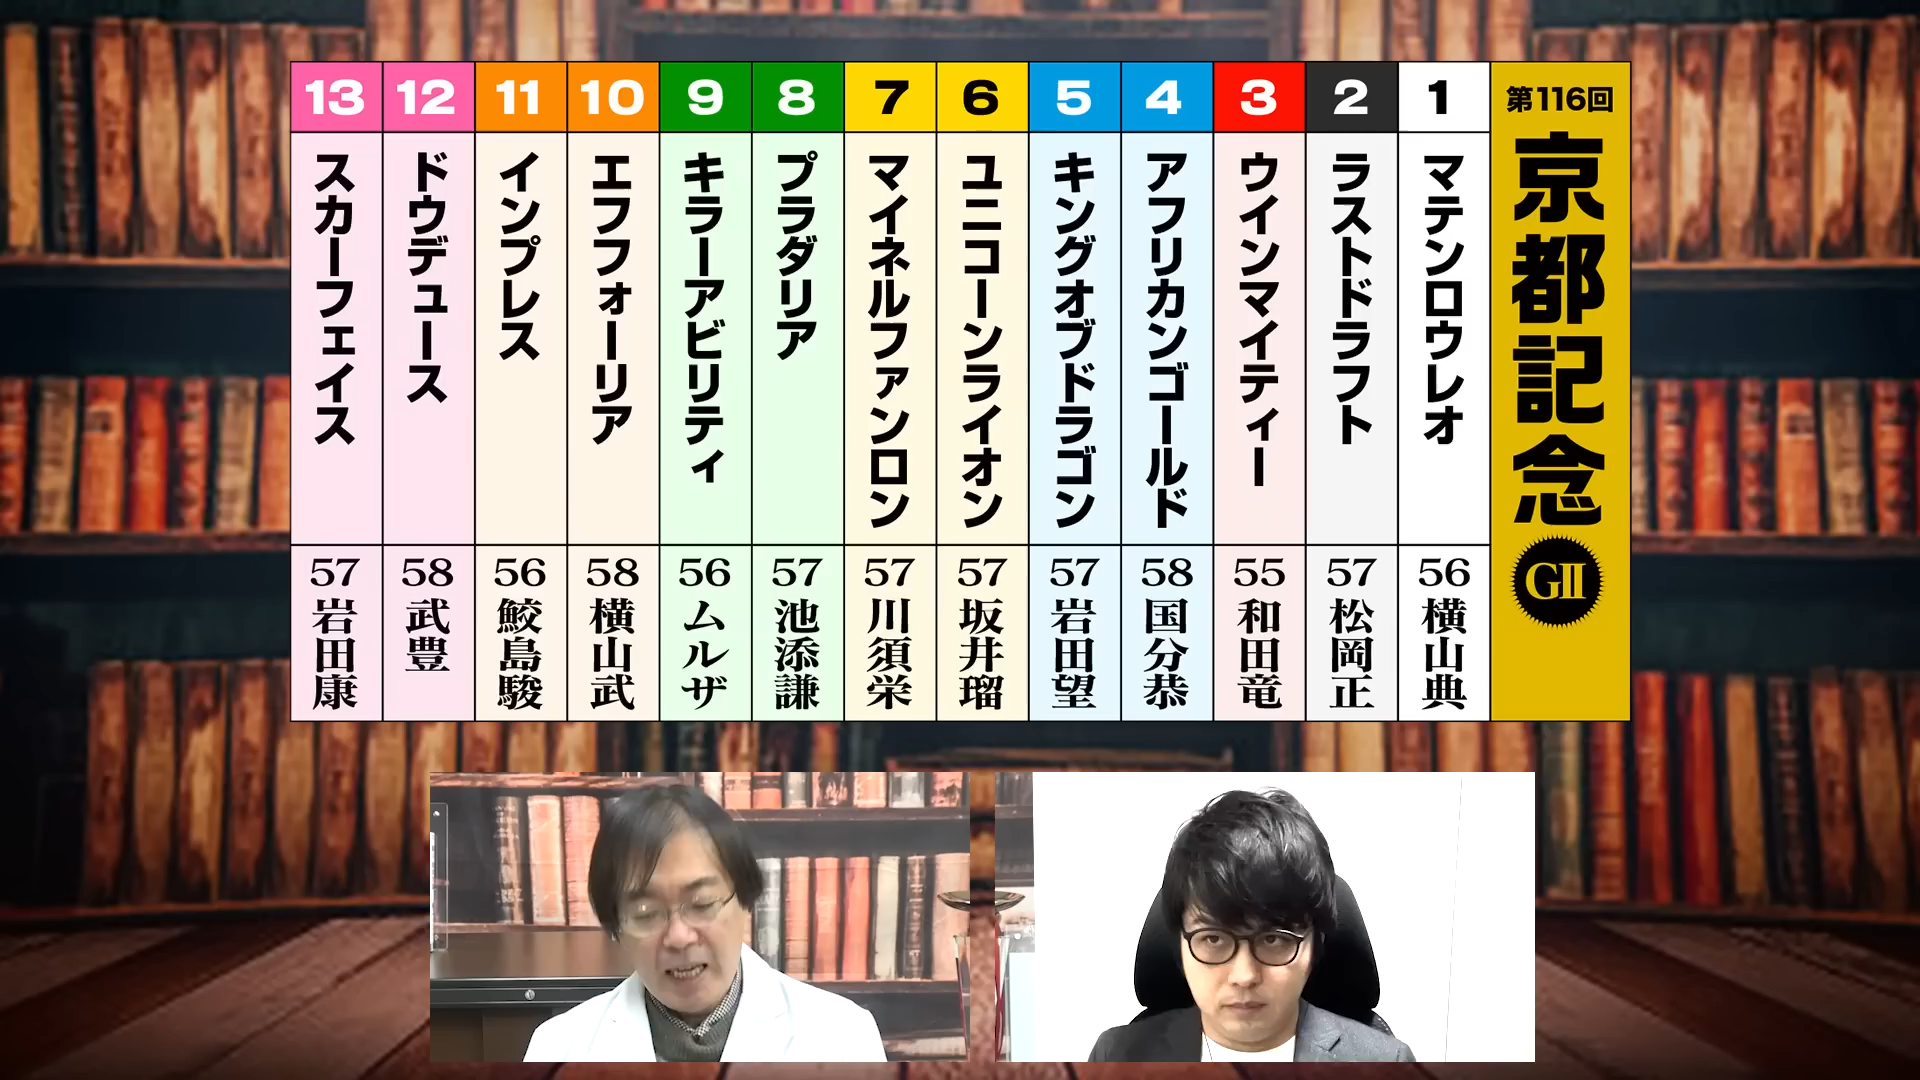 第116回
京都記念
GII
1
マテンロウレオ
56
横山典
2
ラストドラフト
57
松岡正
3
ウインマイティー
55
和田竜
4
アフリカンゴールド
58
国分恭
5
キングオブドラゴン
57
岩田望
6
ユニコーンライオン
57
坂井瑠
7
マイネルファンロン
57
川須栄
8
プラダリア
57
池添謙
9
キラーアビリティ
56
ムルザ
10
エフフォーリア
58
横山武
11
インプレス
56
鮫島駿
12
ドウデュース
58
武豊
13
スカーフェイス
57
岩田康